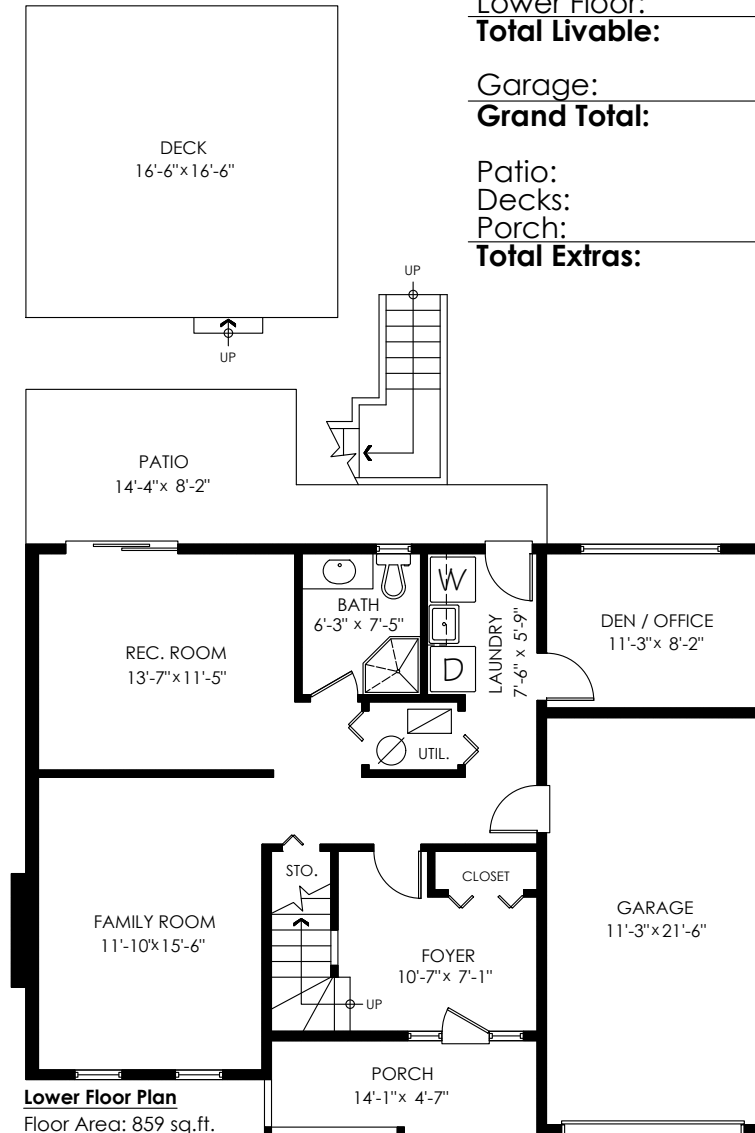 Lower Floor:
Total Livable:
Garage:
Grand Total:
Patio:
Decks:
Porch:
Total Extras:
DECK
16'-6"x16'-6"
UP
UP
PATIO
14'-4"x 8'-2"
BATH
6'-3" x 7'-5"
W
D
LAUNDRY
7'-6" x 5'-9"
DEN / OFFICE
11'-3"x 8'-2"
REC. ROOM
13'-7"x11'-5"
UTIL.
STO.
CLOSET
FAMILY ROOM
11'-10"x15'-6"
FOYER
10'-7"x 7'-1"
UP
GARAGE
11'-3"x21'-6"
PORCH
14'-1"x 4'-7"
Lower Floor Plan
Floor Area: 859 sq.ft.